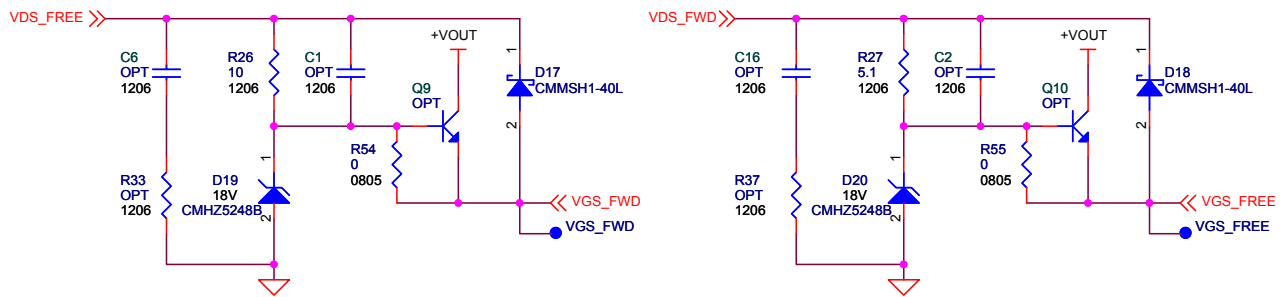 VDS_FREE
C6
OPT
1206
R26
10
1206
C1
OPT
1206
+VOUT
Q9
OPT
1
D17
CMMSH1-40L
2
R54
0
0805
R33
OPT
1206
1
D19
18V
CMHZ5248B
2
VGS_FWD
VGS_FWD
VDS_FWD
C16
OPT
1206
R27
5.1
1206
C2
OPT
1206
+VOUT
Q10
OPT
1
D18
CMMSH1-40L
2
R55
0
0805
R37
OPT
1206
1
D20
18V
CMHZ5248B
2
VGS_FREE
VGS_FREE